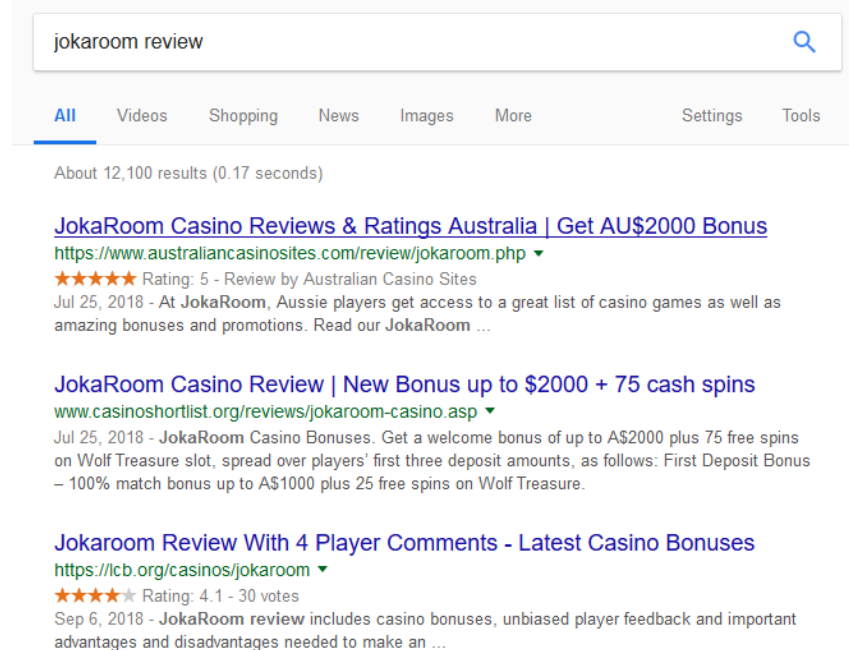 jokaroom review
All Videos Shopping News Images More Settings Tools
About 12,100 results (0.17 seconds)
JokaRoom Casino Reviews & Ratings Australia | Get AU$2000 Bonus
https://www.australiancasinosites.com/review/jokaroom.php
Rating: 5 - Review by Australian Casino Sites
Jul 25, 2018 - At JokaRoom, Aussie players get access to a great list of casino games as well as
amazing bonuses and promotions. Read our JokaRoom ...
JokaRoom Casino Review | New Bonus up to $2000 + 75 cash spins
www.casinoshortlist.org/reviews/jokaroom-casino.asp
Jul 25, 2018 - JokaRoom Casino Bonuses. Get a welcome bonus of up to A$2000 plus 75 free spins
on Wolf Treasure slot, spread over players' first three deposit amounts, as follows: First Deposit Bonus
– 100% match bonus up to A$1000 plus 25 free spins on Wolf Treasure.
Jokaroom Review With 4 Player Comments - Latest Casino Bonuses
https://lcb.org/casinos/jokaroom
Rating: 4.1 - 30 votes
Sep 6, 2018 - JokaRoom review includes casino bonuses, unbiased player feedback and important
advantages and disadvantages needed to make an ...